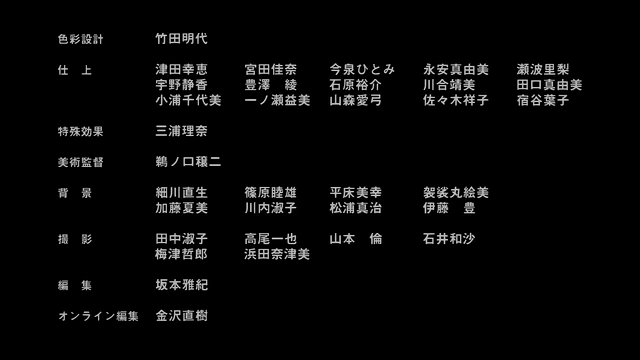 色彩設計 竹田明代
仕 上 津田幸恵 宮田佳奈 今泉ひとみ 永安真由美 瀬波里梨
宇野静香 豊澤 綾 石原裕介 川合靖美 田口真由美
小浦千代美 一ノ瀬益美 山森愛弓 佐々木祥子 宿谷葉子
特殊効果 三浦理奈
美術監督 鵜ノ口穣二
背 景 細川直生 篠原睦雄 平床美幸 袈裟丸絵美
加藤夏美 川内淑子 松浦真治 伊藤 豊
撮 影 田中淑子 高尾一也 山本 倫 石井和沙
梅津哲郎 浜田奈津美
編 集 坂本雅紀
オンライン編集 金沢直樹